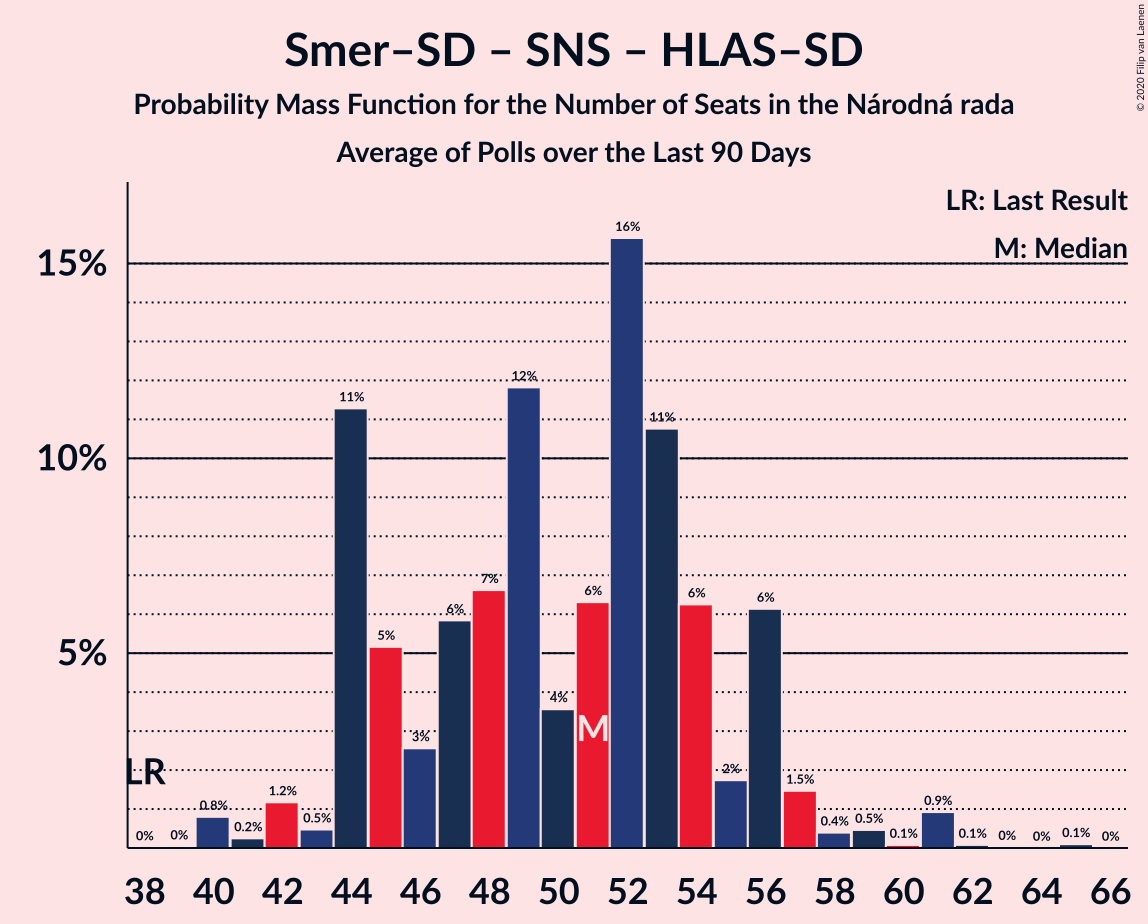 Smer–SD – SNS – HLAS–SD
Probability Mass Function for the Number of Seats in the Národná rada
Average of Polls over the Last 90 Days
© 2020 Filip van Laenen
LR: Last Result
M: Median
15%
10%
5%
LR
M
0% 0% 0.8% 0.2% 1.2% 0.5% 11% 5% 3% 6% 7% 12% 4% 6% 16% 11% 6% 2% 6% 1.5% 0.4% 0.5% 0.1% 0.9% 0.1% 0% 0% 0.1% 0%
38 40 42 44 46 48 50 52 54 56 58 60 62 64 66